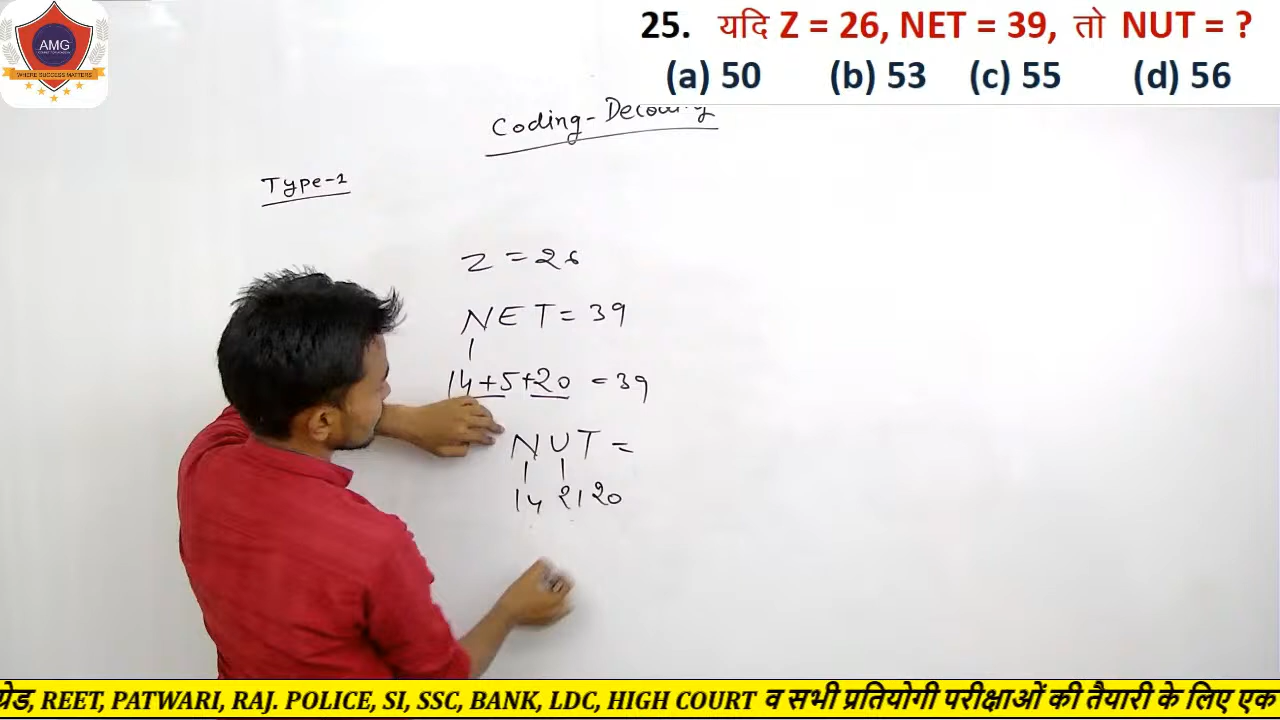 AMG
WHERE SUCCESS MATTERS
25. यदि Z = 26, NET = 39, तो NUT = ?
(a) 50 (b) 53 (c) 55 (d) 56
Coding-Decoding
Type-1
Z = 26
NET = 39
14+5+20 = 39
NUT =
14 21 20
ग्रेड, REET, PATWARI, RAJ. POLICE, SI, SSC, BANK, LDC, HIGH COURT व सभी प्रतियोगी परीक्षाओं की तैयारी के लिए एक